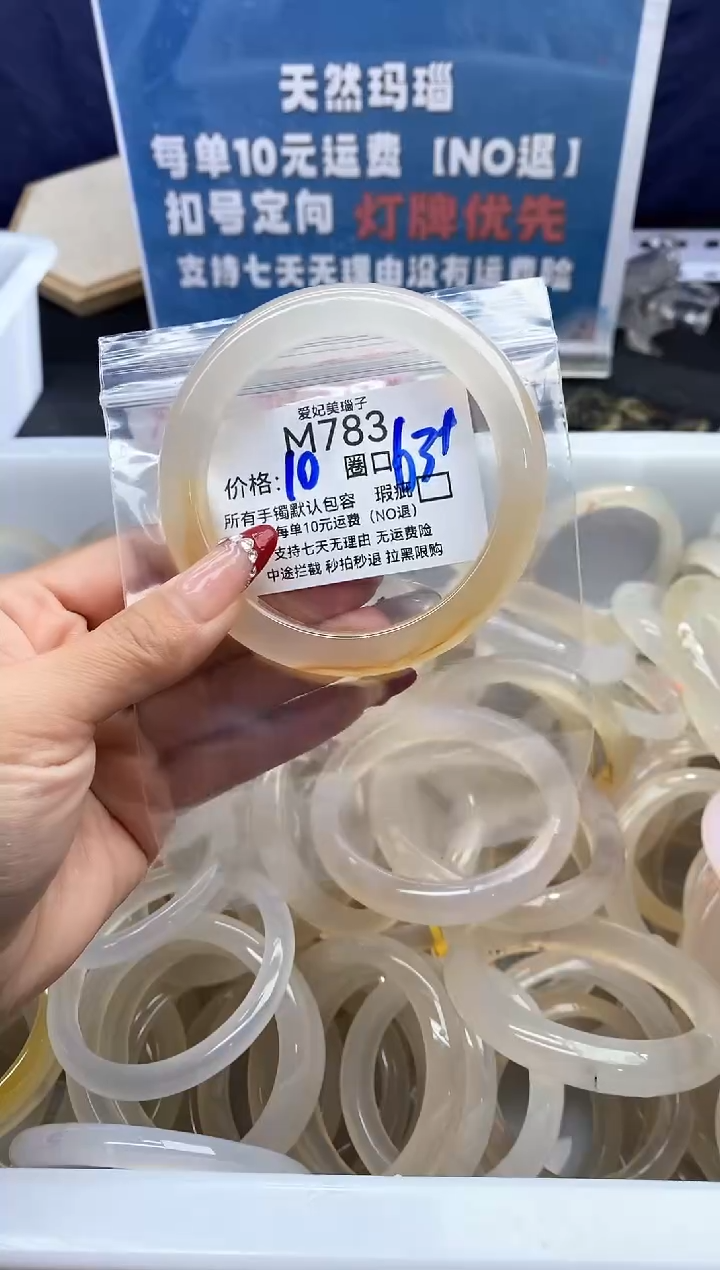 天然玛瑙
每单10元运费【NO退】
扣号定向 灯牌优先
支持七天无理由没有运费险
爱妃美瑙子
M783
价格:10 圈口63+
所有手镯默认包容 瑕疵
每单10元运费（NO退）
支持七天无理由 无运费险
中途拦截 秒拍秒退 拉黑限购